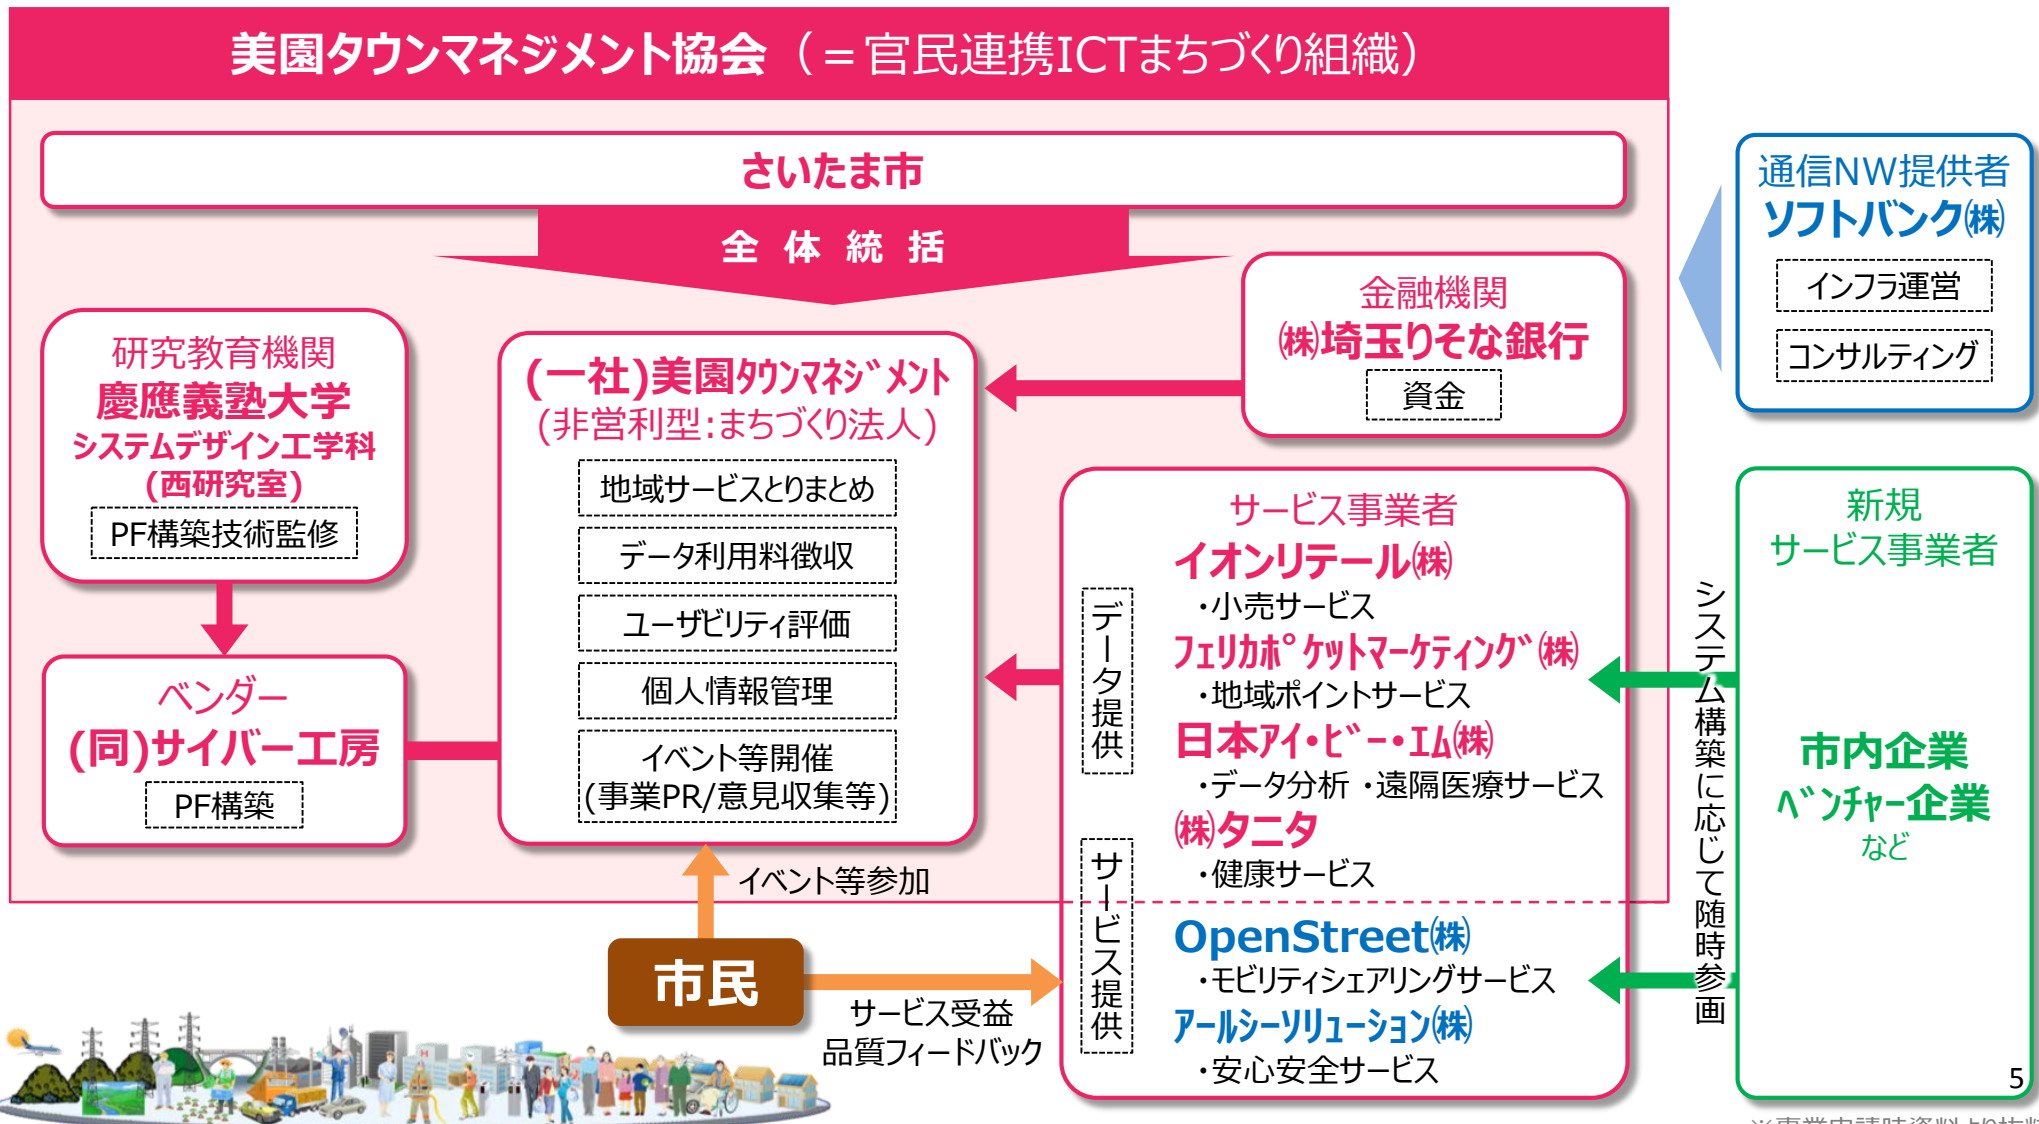 美園タウンマネジメント協会（＝官民連携ICTまちづくり組織）
さいたま市
全体統括
研究教育機関
慶應義塾大学
システムデザイン工学科
(西研究室)
PF構築技術監修
ベンダー
(同)サイバー工房
PF構築
(一社)美園ﾀｳﾝﾏﾈｼﾞﾒﾝﾄ
(非営利型:まちづくり法人)
地域サービスとりまとめ
データ利用料徴収
ユーザビリティ評価
個人情報管理
イベント等開催
(事業PR/意見収集等)
金融機関
㈱埼玉りそな銀行
資金
サービス事業者
データ提供
サービス提供
イオンリテール㈱
・小売サービス
ﾌｪﾘｶﾎﾟｹｯﾄﾏｰｹﾃｨﾝｸﾞ㈱
・地域ポイントサービス
日本ｱｲ・ﾋﾞｰ・ｴﾑ㈱
・データ分析 ・遠隔医療サービス
㈱タニタ
・健康サービス
OpenStreet㈱
・モビリティシェアリングサービス
ｱｰﾙｼｰｿﾘｭｰｼｮﾝ㈱
・安心安全サービス
イベント等参加
市民
サービス受益
品質フィードバック
通信NW提供者
ソフトバンク㈱
インフラ運営
コンサルティング
システム構築に応じて随時参画
新規
サービス事業者
市内企業
ﾍﾞﾝﾁｬｰ企業
など
5